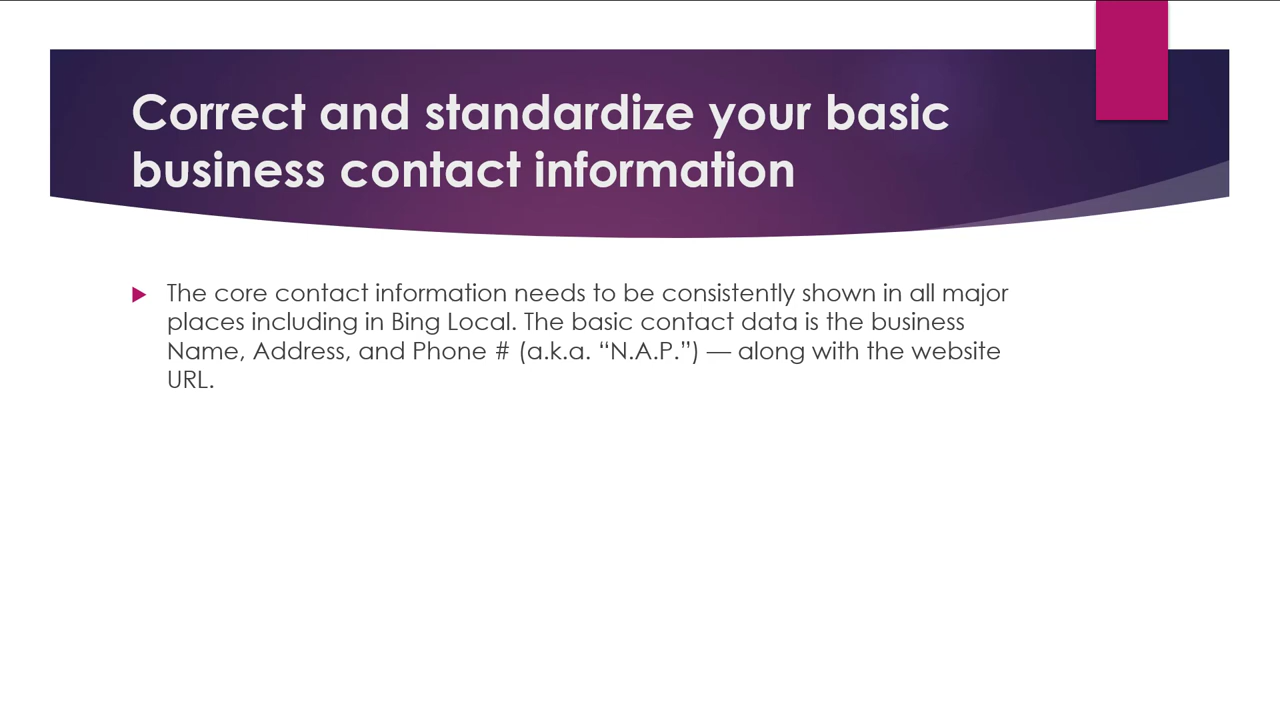 Correct and standardize your basic
business contact information
The core contact information needs to be consistently shown in all major
places including in Bing Local. The basic contact data is the business
Name, Address, and Phone # (a.k.a. “N.A.P.”) — along with the website
URL.